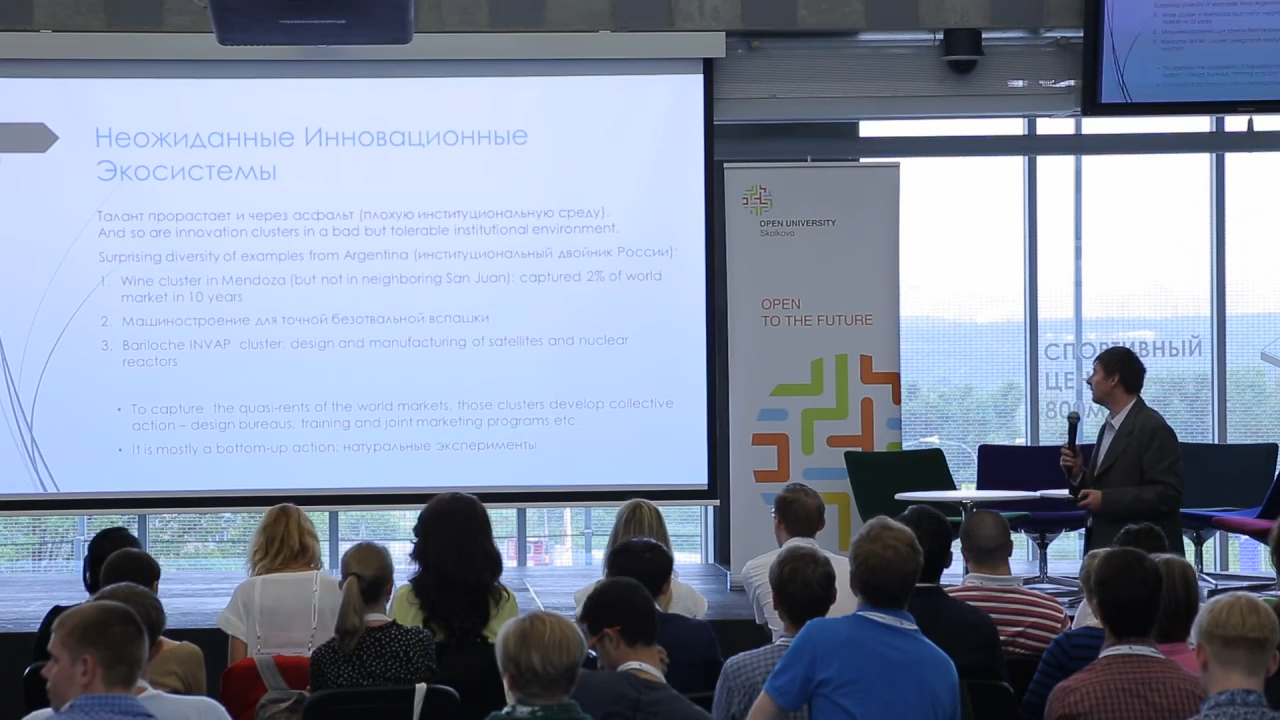 Неожиданные Инновационные
Экосистемы
Талант прорастает и через асфальт (плохую институциональную среду).
And so are innovation clusters in a bad but tolerable institutional environment.
Surprising diversity of examples from Argentina (институциональный двойник России):
1. Wine cluster in Mendoza (but not in neighboring San Juan): captured 2% of world
market in 10 years
2. Машиностроение для точной безотвальной вспашки
3. Bariloche INVAP cluster: design and manufacturing of satellites and nuclear
reactors
• To capture the quasi-rents of the world markets, those clusters develop collective
action – design bureaus, training and joint marketing programs etc.
• It is mostly a bottom-up action: натуральные эксперименты
OPEN UNIVERSITY
Skolkovo
OPEN
TO THE FUTURE
СПОРТИВНЫЙ
ЦЕ
800м